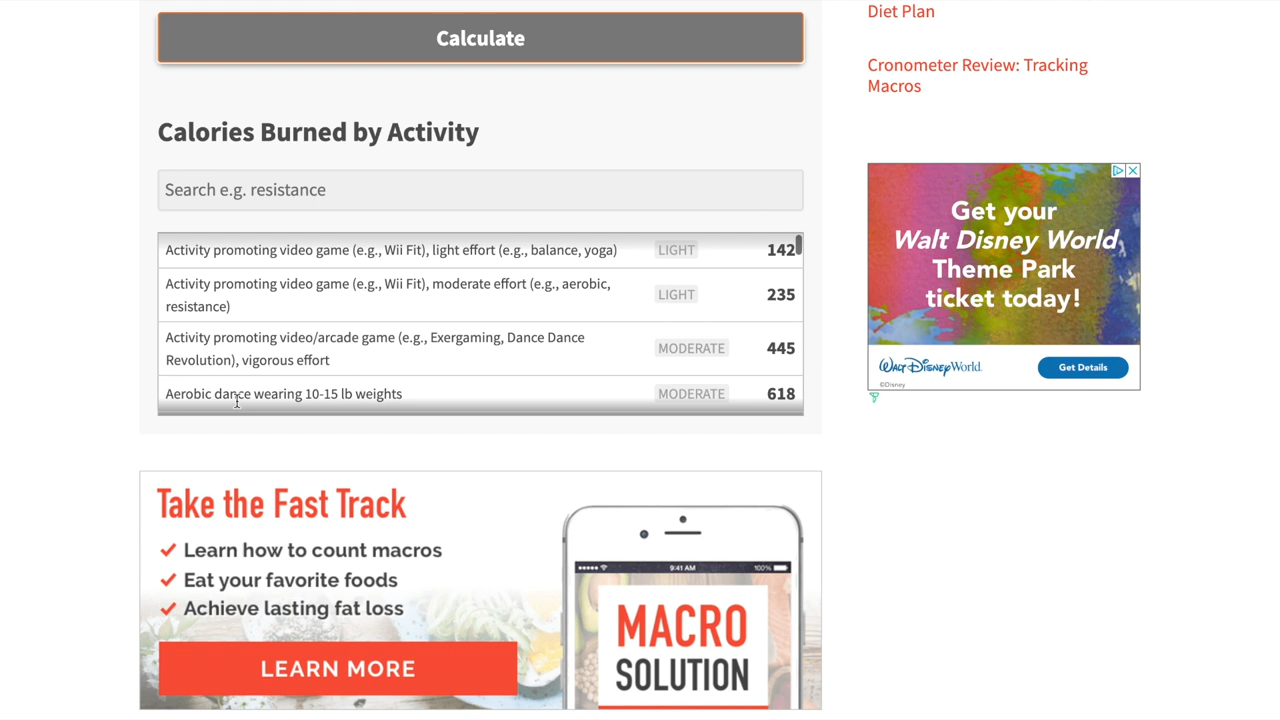 Calculate
Calories Burned by Activity
Search e.g. resistance
Activity promoting video game (e.g., Wii Fit), light effort (e.g., balance, yoga) LIGHT 142
Activity promoting video game (e.g., Wii Fit), moderate effort (e.g., aerobic, LIGHT 235
resistance)
Activity promoting video/arcade game (e.g., Exergaming, Dance Dance MODERATE 445
Revolution), vigorous effort
Aerobic dance wearing 10-15 lb weights MODERATE 618
Take the Fast Track
Learn how to count macros
Eat your favorite foods
Achieve lasting fat loss
LEARN MORE
9:41 AM 100%
MACRO
SOLUTION
Diet Plan
Cronometer Review: Tracking
Macros
Get your
Walt Disney World
Theme Park
ticket today!
Walt Disney World. Get Details
©Disney